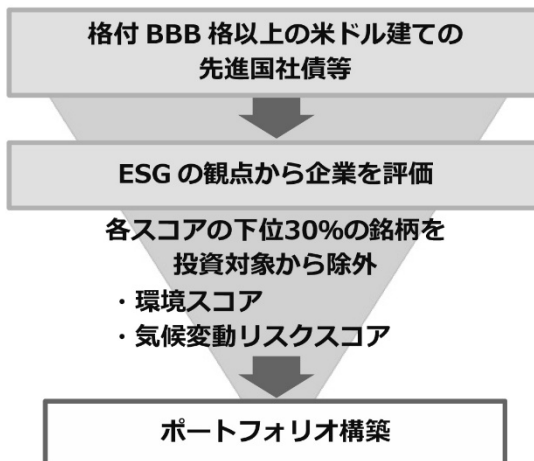 格付 BBB 格以上の米ドル建ての
先進国社債等
ESG の観点から企業を評価
各スコアの下位30%の銘柄を
投資対象から除外
・環境スコア
・気候変動リスクスコア
ポートフォリオ構築